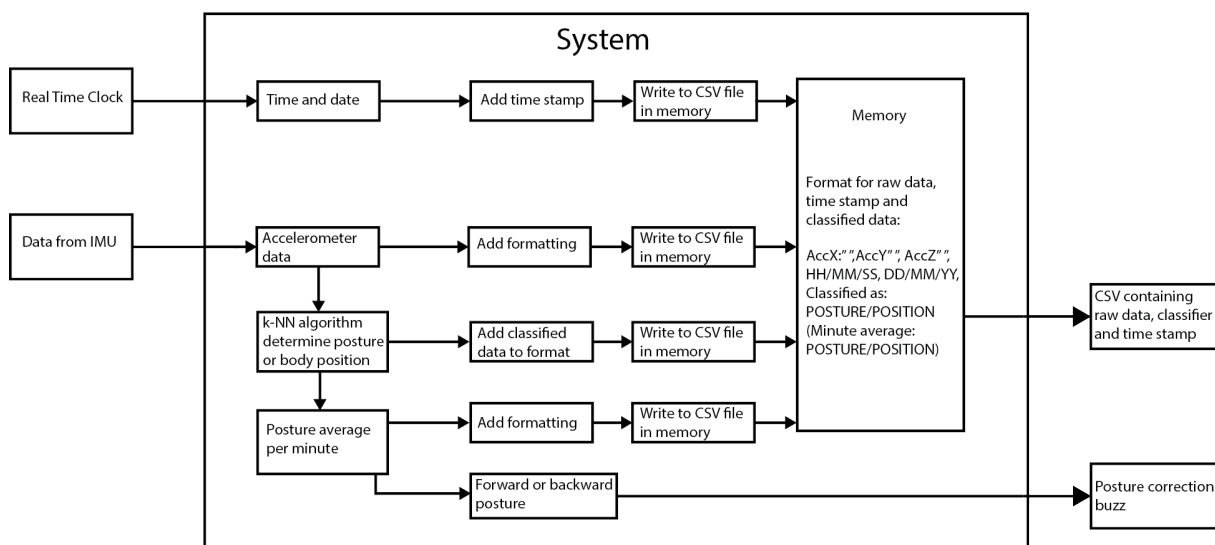 System
Real Time Clock
Time and date
Add time stamp
Write to CSV file
in memory
Memory
Format for raw data,
time stamp and
classified data:
AccX:” ”,AccY” ”, AccZ” ”,
HH/MM/SS, DD/MM/YY,
Classified as:
POSTURE/POSITION
(Minute average:
POSTURE/POSITION)
Data from IMU
Accelerometer
data
Add formatting
Write to CSV file
in memory
k-NN algorithm
determine posture
or body position
Add classified
data to format
Write to CSV file
in memory
CSV containing
raw data, classifier
and time stamp
Posture average
per minute
Add formatting
Write to CSV file
in memory
Forward or backward
posture
Posture correction
buzz